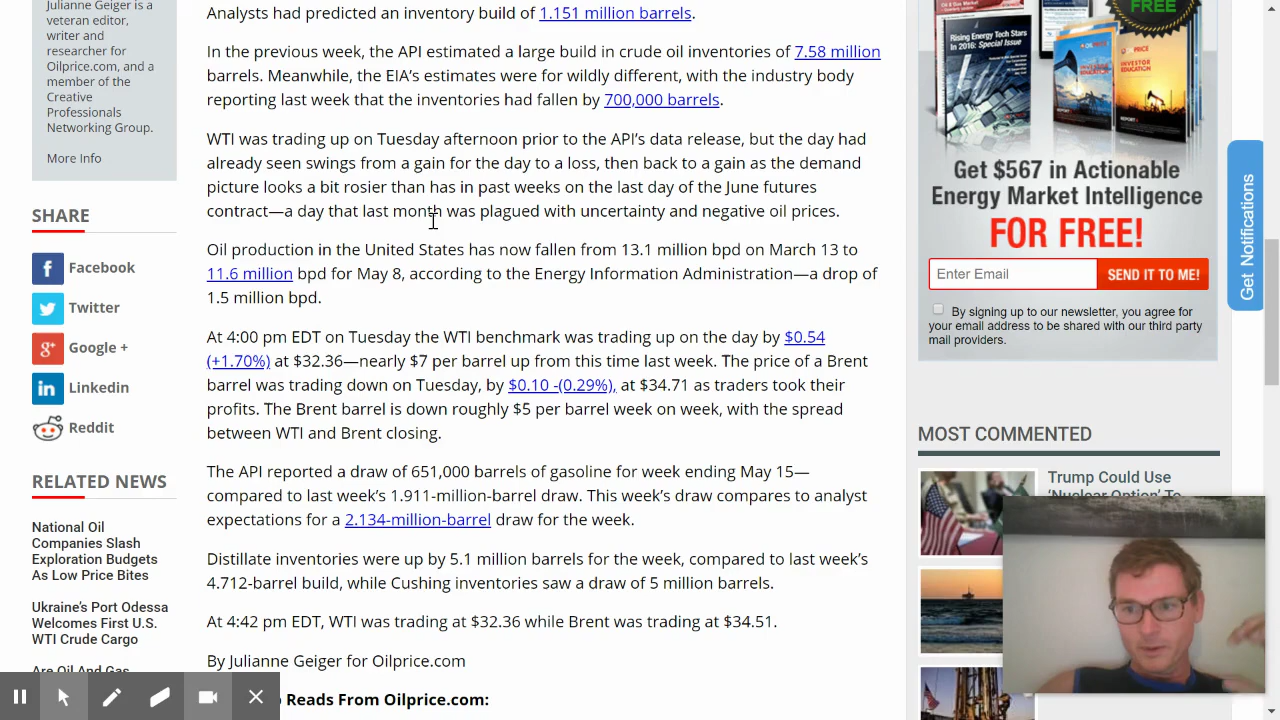 Julianne Geiger is a
veteran editor,
writer and
researcher for
Oilprice.com, and a
member of the
Creative
Professionals
Networking Group.
More Info
SHARE
Facebook
Twitter
Google +
Linkedin
Reddit
RELATED NEWS
National Oil
Companies Slash
Exploration Budgets
As Low Price Bites
Ukraine's Port Odessa
Welcomes First U.S.
WTI Crude Cargo
Are Oil And Gas
Analysts had predicted an inventory build of 1.151 million barrels.
In the previous week, the API estimated a large build in crude oil inventories of 7.58 million
barrels. Meanwhile, the EIA's estimates were for wildly different, with the industry body
reporting last week that the inventories had fallen by 700,000 barrels.
WTI was trading up on Tuesday afternoon prior to the API's data release, but the day had
already seen swings from a gain for the day to a loss, then back to a gain as the demand
picture looks a bit rosier than has in past weeks on the last day of the June futures
contract—a day that last month was plagued with uncertainty and negative oil prices.
Oil production in the United States has now fallen from 13.1 million bpd on March 13 to
11.6 million bpd for May 8, according to the Energy Information Administration—a drop of
1.5 million bpd.
At 4:00 pm EDT on Tuesday the WTI benchmark was trading up on the day by $0.54
(+1.70%) at $32.36—nearly $7 per barrel up from this time last week. The price of a Brent
barrel was trading down on Tuesday, by $0.10 -(0.29%), at $34.71 as traders took their
profits. The Brent barrel is down roughly $5 per barrel week on week, with the spread
between WTI and Brent closing.
The API reported a draw of 651,000 barrels of gasoline for week ending May 15—
compared to last week's 1.911-million-barrel draw. This week's draw compares to analyst
expectations for a 2.134-million-barrel draw for the week.
Distillate inventories were up by 5.1 million barrels for the week, compared to last week's
4.712-barrel build, while Cushing inventories saw a draw of 5 million barrels.
At 4:42 pm EDT, WTI was trading at $32.36 while Brent was trading at $34.51.
By Julianne Geiger for Oilprice.com
Reads From Oilprice.com:
FREE
Rising Energy Tech Stars
In 2016: Special Issue
INVESTOR
EDUCATION
Get $567 in Actionable
Energy Market Intelligence
FOR FREE!
Enter Email
SEND IT TO ME!
By signing up to our newsletter, you agree for
your email address to be shared with our third party
mail providers.
Get Notifications
MOST COMMENTED
Trump Could Use
'Nuclear Option' To